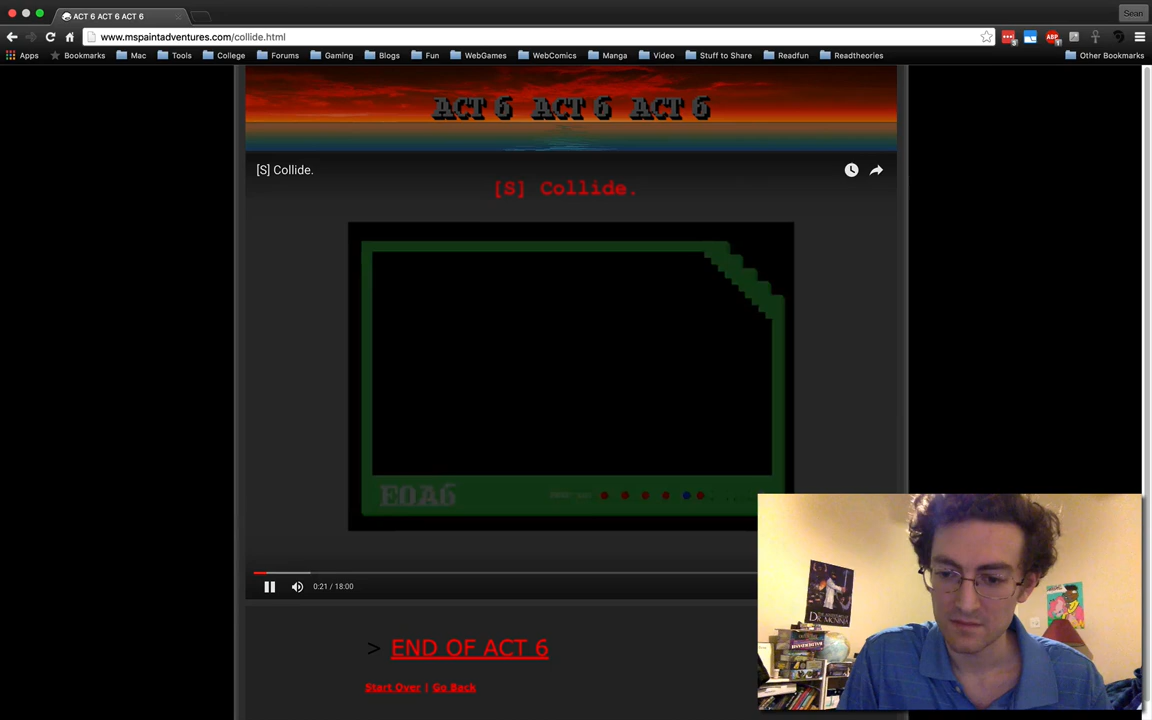 ACT 6 ACT 6 ACT 6
Sean
www.mspaintadventures.com/collide.html
Apps Bookmarks Mac Tools College Forums Gaming Blogs Fun WebGames WebComics Manga Video Stuff to Share Readfun Readtheories Other Bookmarks
ACT 6 ACT 6 ACT 6
[S] Collide.
[S] Collide.
EOA6
0:21 / 18:00
> END OF ACT 6
Start Over | Go Back